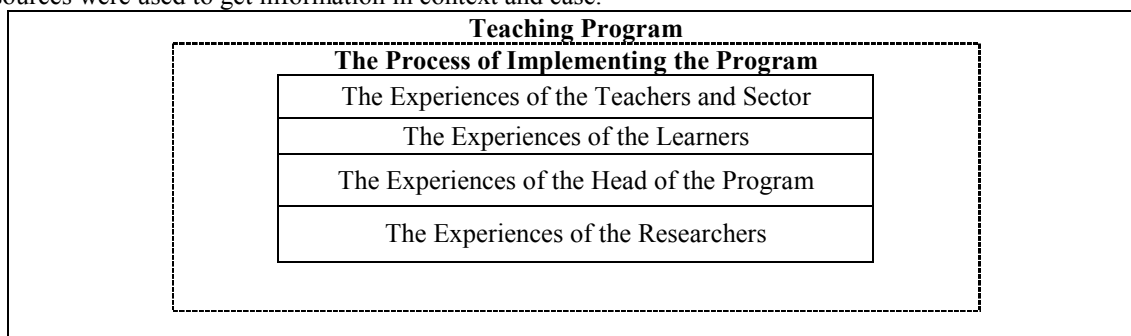 sources were used to get information in context and case.
Teaching Program
The Process of Implementing the Program
The Experiences of the Teachers and Sector
The Experiences of the Learners
The Experiences of the Head of the Program
The Experiences of the Researchers